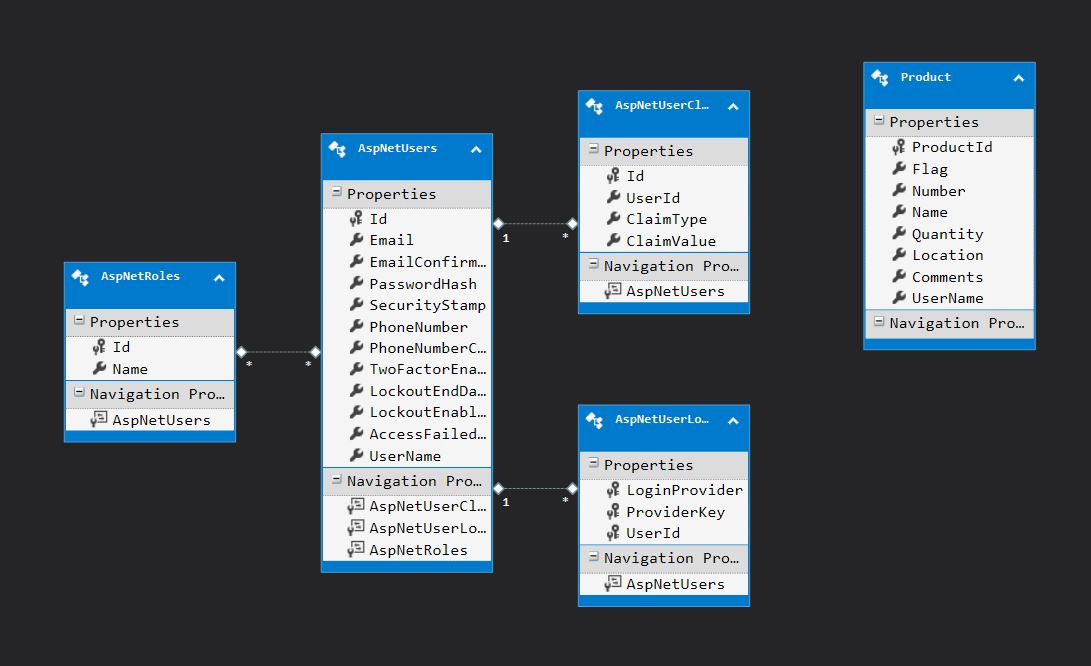 AspNetRoles
Properties
Id
Name
Navigation Pro...
AspNetUsers
*
*
AspNetUsers
Properties
Id
Email
EmailConfirm...
PasswordHash
SecurityStamp
PhoneNumber
PhoneNumberC...
TwoFactorEna...
LockoutEndDa...
LockoutEnabl...
AccessFailed...
UserName
Navigation Pro...
AspNetUserCl...
AspNetUserLo...
AspNetRoles
1
*
1
*
AspNetUserCl...
Properties
Id
UserId
ClaimType
ClaimValue
Navigation Pro...
AspNetUsers
AspNetUserLo...
Properties
LoginProvider
ProviderKey
UserId
Navigation Pro...
AspNetUsers
Product
Properties
ProductId
Flag
Number
Name
Quantity
Location
Comments
UserName
Navigation Pro...